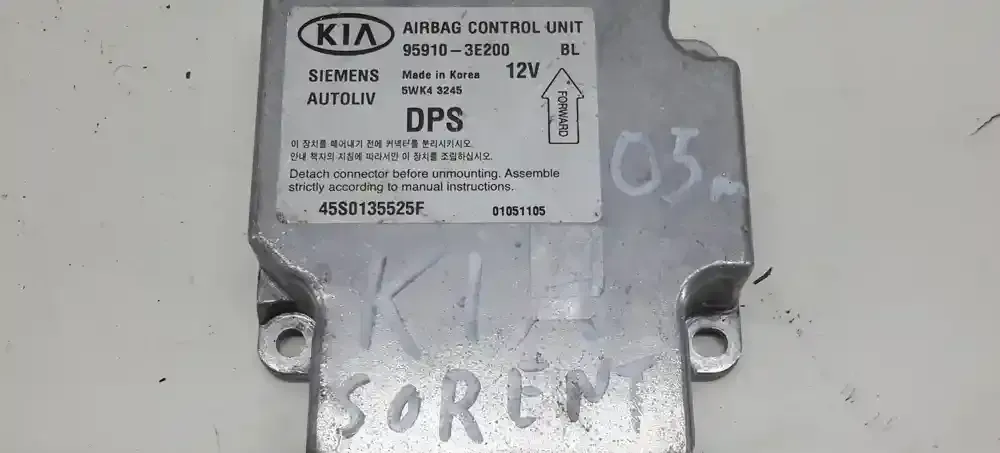 KIA AIRBAG CONTROL UNIT
95910-3E200 BL
SIEMENS Made in Korea 12V
AUTOLIV 5WK4 3245
DPS
FORWARD
이 장치를 떼어내기 전에 커넥터를 분리시키시오.
안내 책자의 지침에 따라서만 이 장치를 조립하십시오.
Detach connector before unmounting. Assemble
strictly according to manual instructions.
45S0135525F 01051105
03
KIA
SORENT